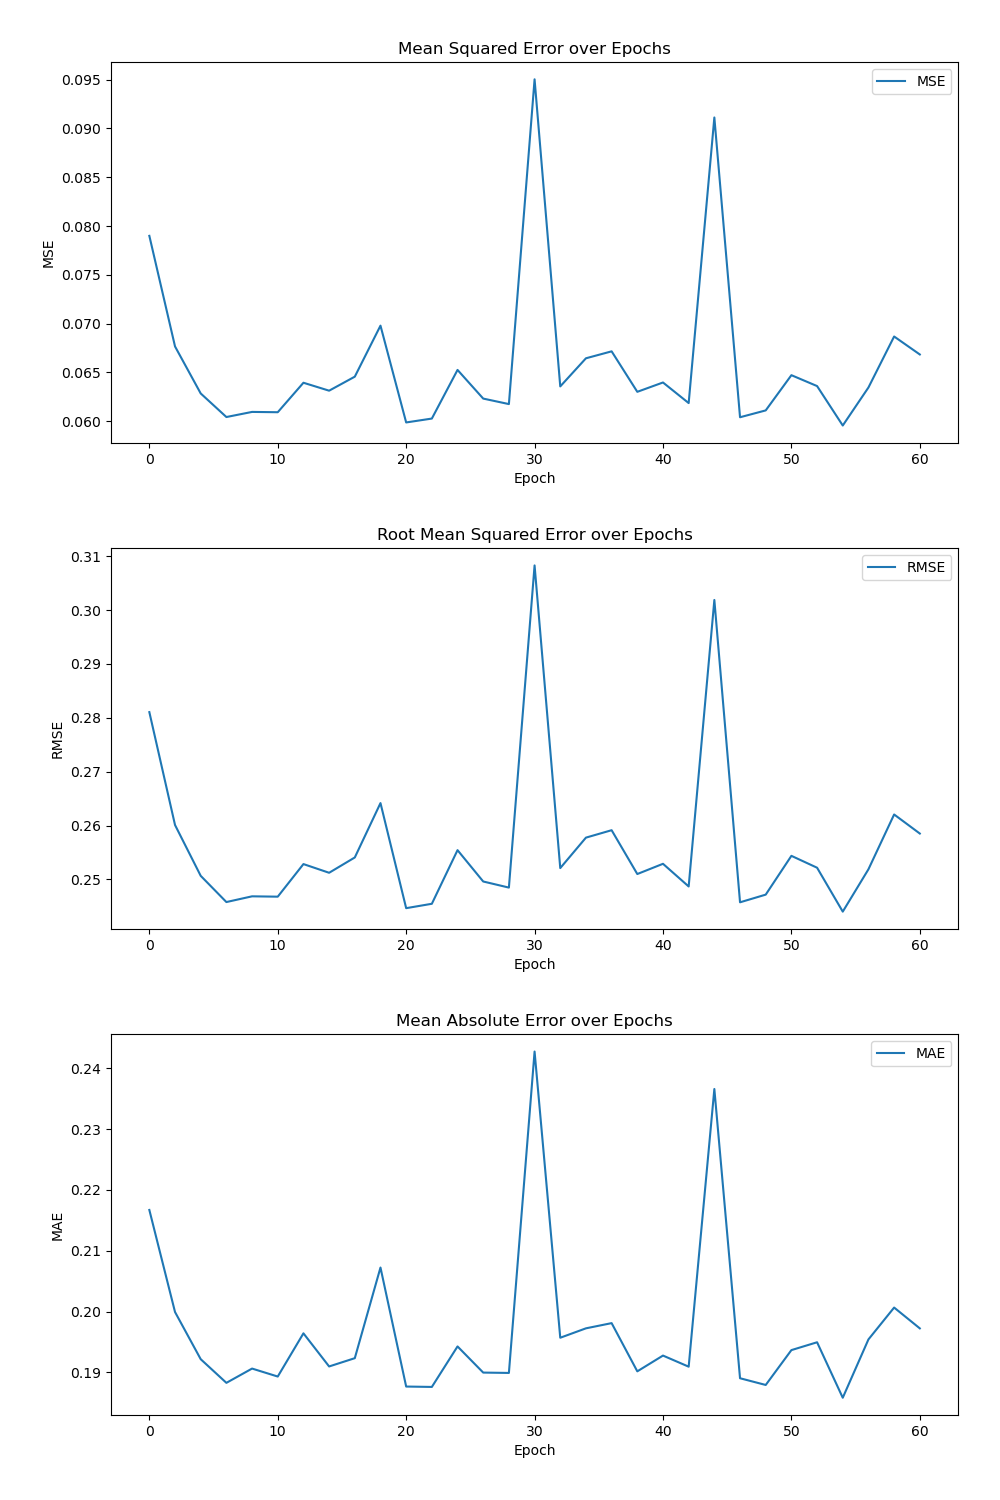 Mean Squared Error over Epochs
MSE
0.095
0.090
0.085
0.080
0.075
0.070
0.065
0.060
MSE
0 10 20 30 40 50 60
Epoch
Root Mean Squared Error over Epochs
RMSE
0.31
0.30
0.29
0.28
0.27
0.26
0.25
RMSE
0 10 20 30 40 50 60
Epoch
Mean Absolute Error over Epochs
MAE
0.24
0.23
0.22
0.21
0.20
0.19
MAE
0 10 20 30 40 50 60
Epoch